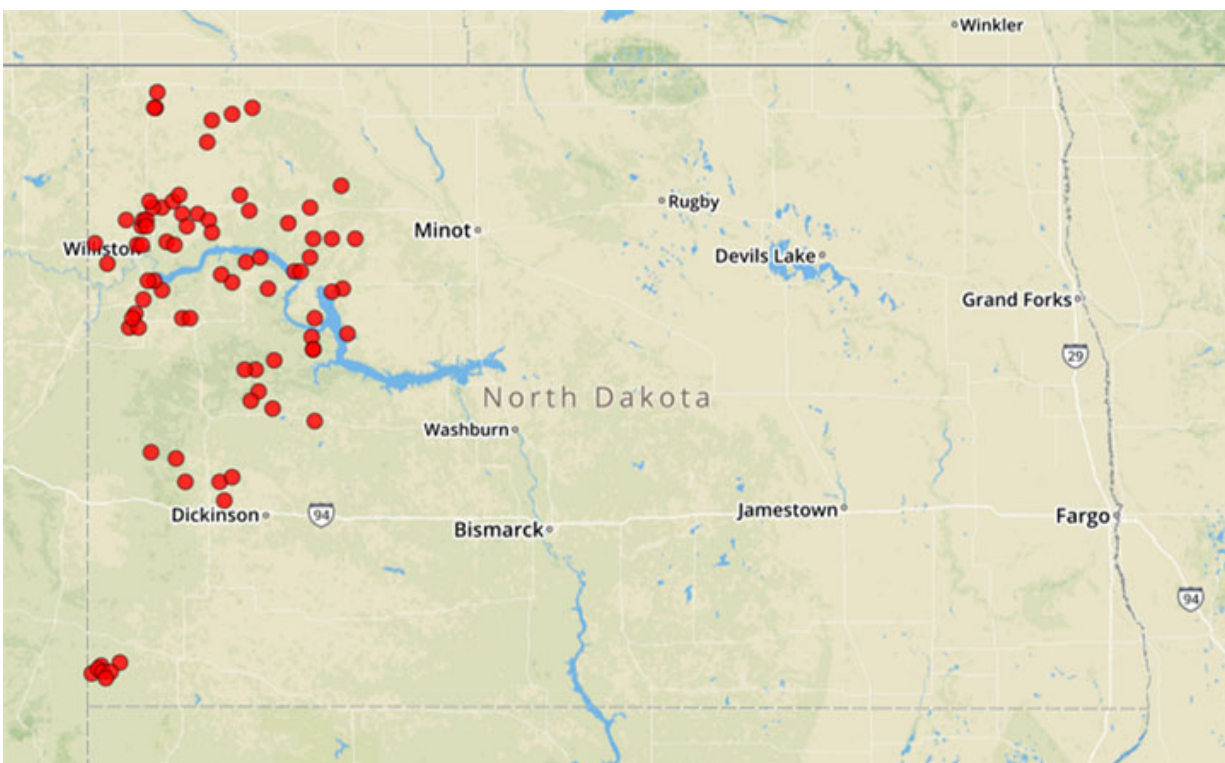 Winkler
Rugby
Minot
Williston
Devils Lake
Grand Forks
29
North Dakota
Washburn
Dickinson
94
Bismarck
Jamestown
Fargo
94